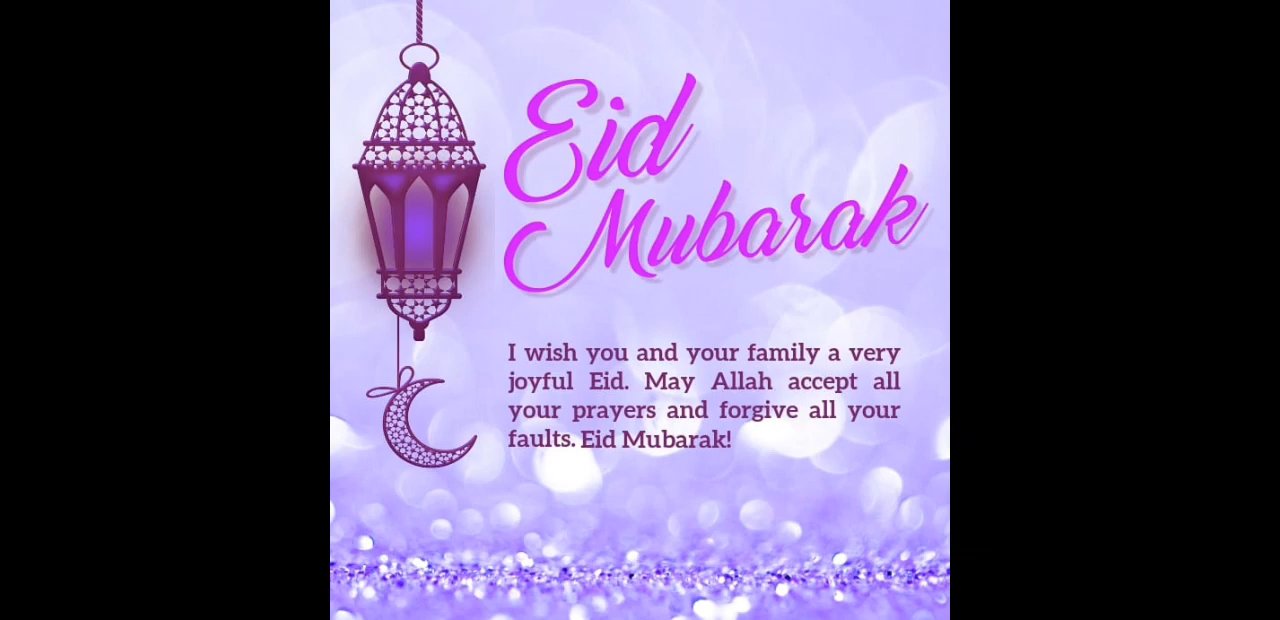 Eid
Mubarak
I wish you and your family a very
joyful Eid. May Allah accept all
your prayers and forgive all your
faults. Eid Mubarak!